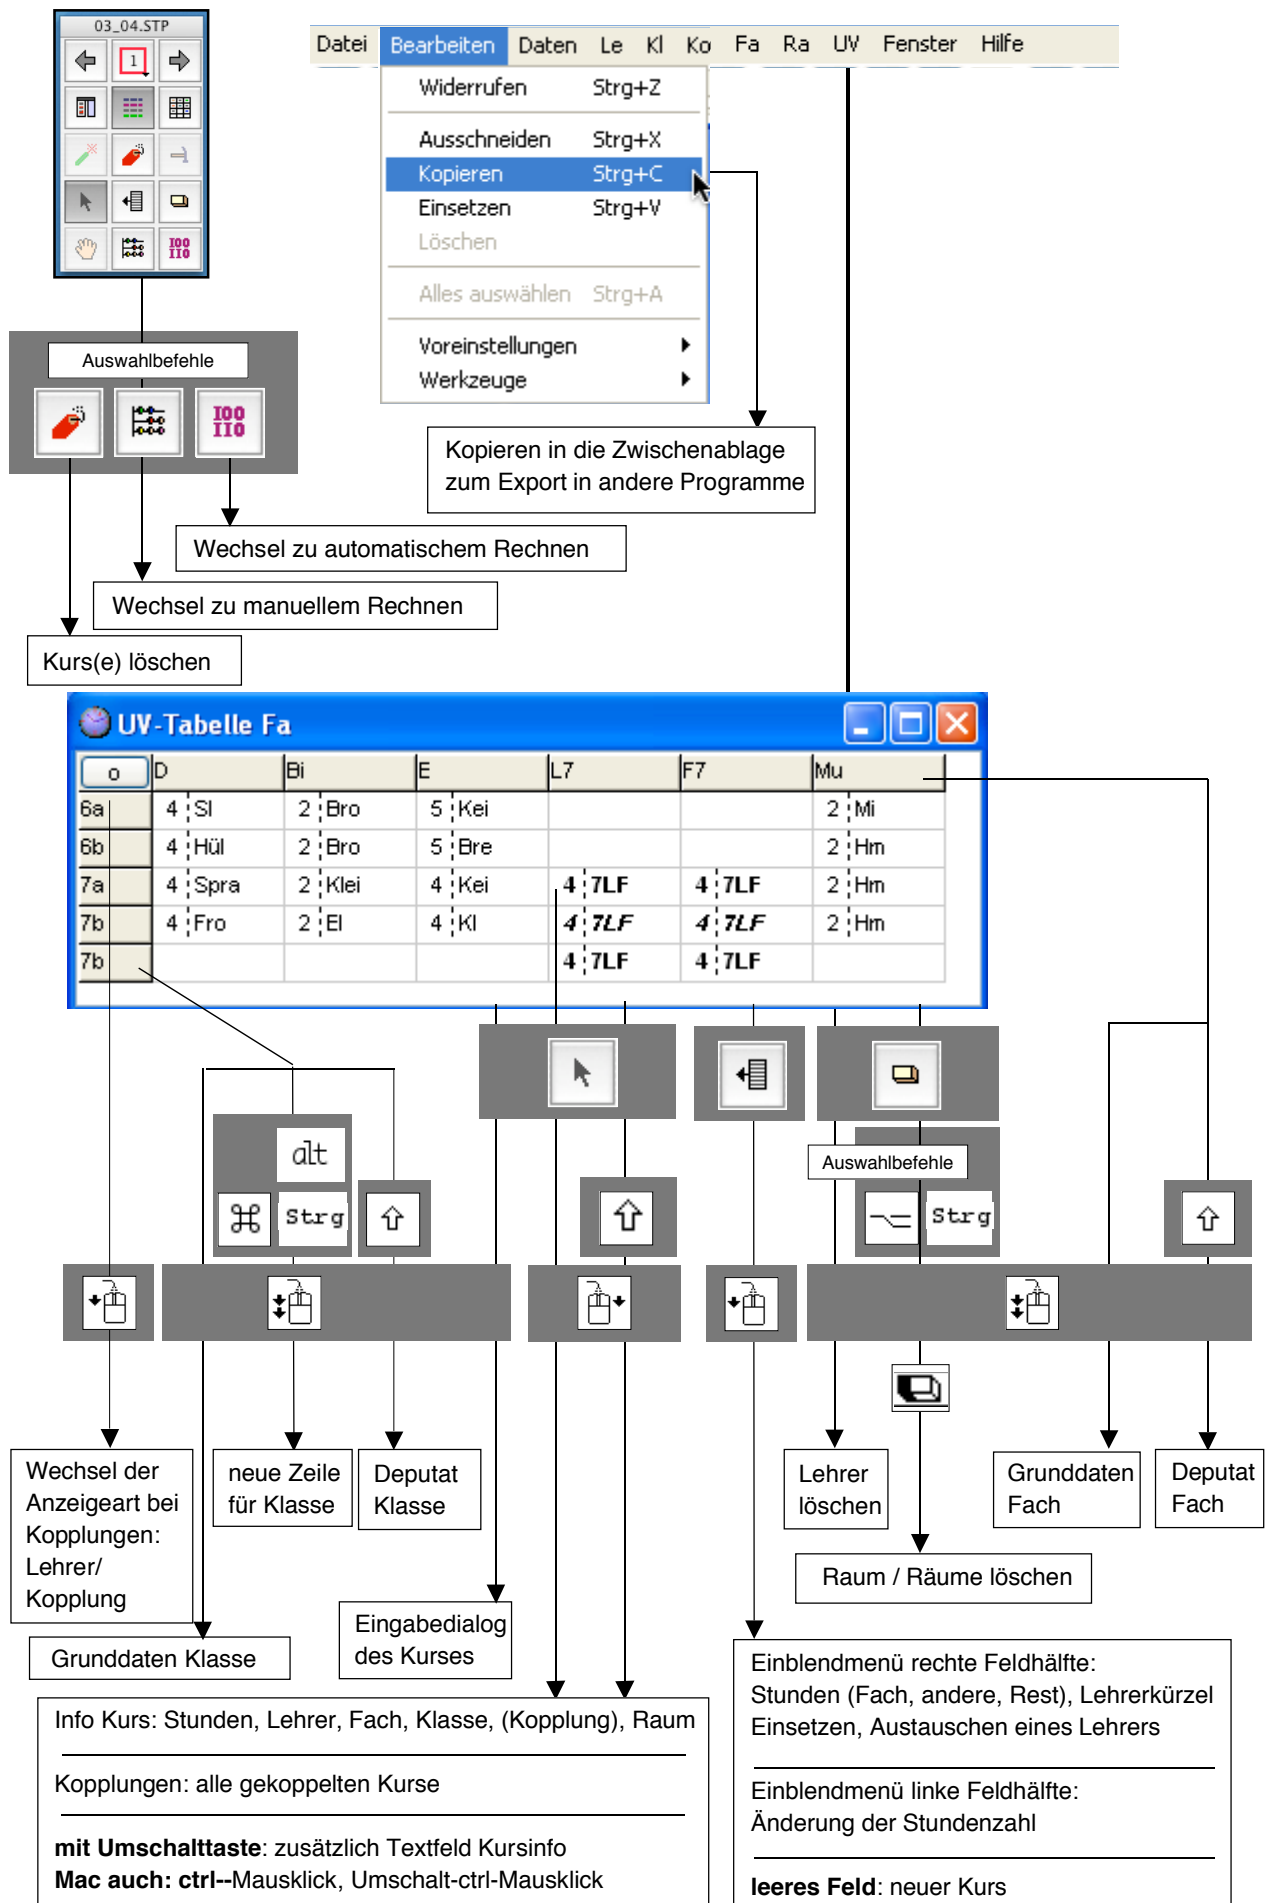 03_04.STP
1
Datei Bearbeiten Daten Le Kl Ko Fa Ra UV Fenster Hilfe
Widerrufen Strg+Z
Ausschneiden Strg+X
Kopieren Strg+C
Einsetzen Strg+V
Löschen
Alles auswählen Strg+A
Voreinstellungen
Werkzeuge
Auswahlbefehle
Kopieren in die Zwischenablage
zum Export in andere Programme
Wechsel zu automatischem Rechnen
Wechsel zu manuellem Rechnen
Kurs(e) löschen
UV-Tabelle Fa
o D Bi E L7 F7 Mu
6a 4 Sl 2 Bro 5 Kei 2 Mi
6b 4 Hül 2 Bro 5 Bre 2 Hm
7a 4 Spra 2 Klei 4 Kei 4 7LF 4 7LF 2 Hm
7b 4 Fro 2 El 4 Kl 4 7LF 4 7LF 2 Hm
7b 4 7LF 4 7LF
alt
Strg
Auswahlbefehle
Strg
Wechsel der
Anzeigeart bei
Kopplungen:
Lehrer/
Kopplung
neue Zeile
für Klasse
Deputat
Klasse
Lehrer
löschen
Grunddaten
Fach
Deputat
Fach
Raum / Räume löschen
Eingabedialog
des Kurses
Grunddaten Klasse
Info Kurs: Stunden, Lehrer, Fach, Klasse, (Kopplung), Raum
Kopplungen: alle gekoppelten Kurse
mit Umschalttaste: zusätzlich Textfeld Kursinfo
Mac auch: ctrl--Mausklick, Umschalt-ctrl-Mausklick
Einblendmenü rechte Feldhälfte:
Stunden (Fach, andere, Rest), Lehrerkürzel
Einsetzen, Austauschen eines Lehrers
Einblendmenü linke Feldhälfte:
Änderung der Stundenzahl
leeres Feld: neuer Kurs